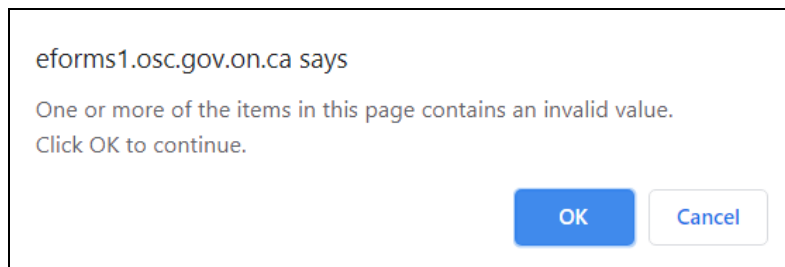 eforms1.osc.gov.on.ca says
One or more of the items in this page contains an invalid value.
Click OK to continue.
OK
Cancel